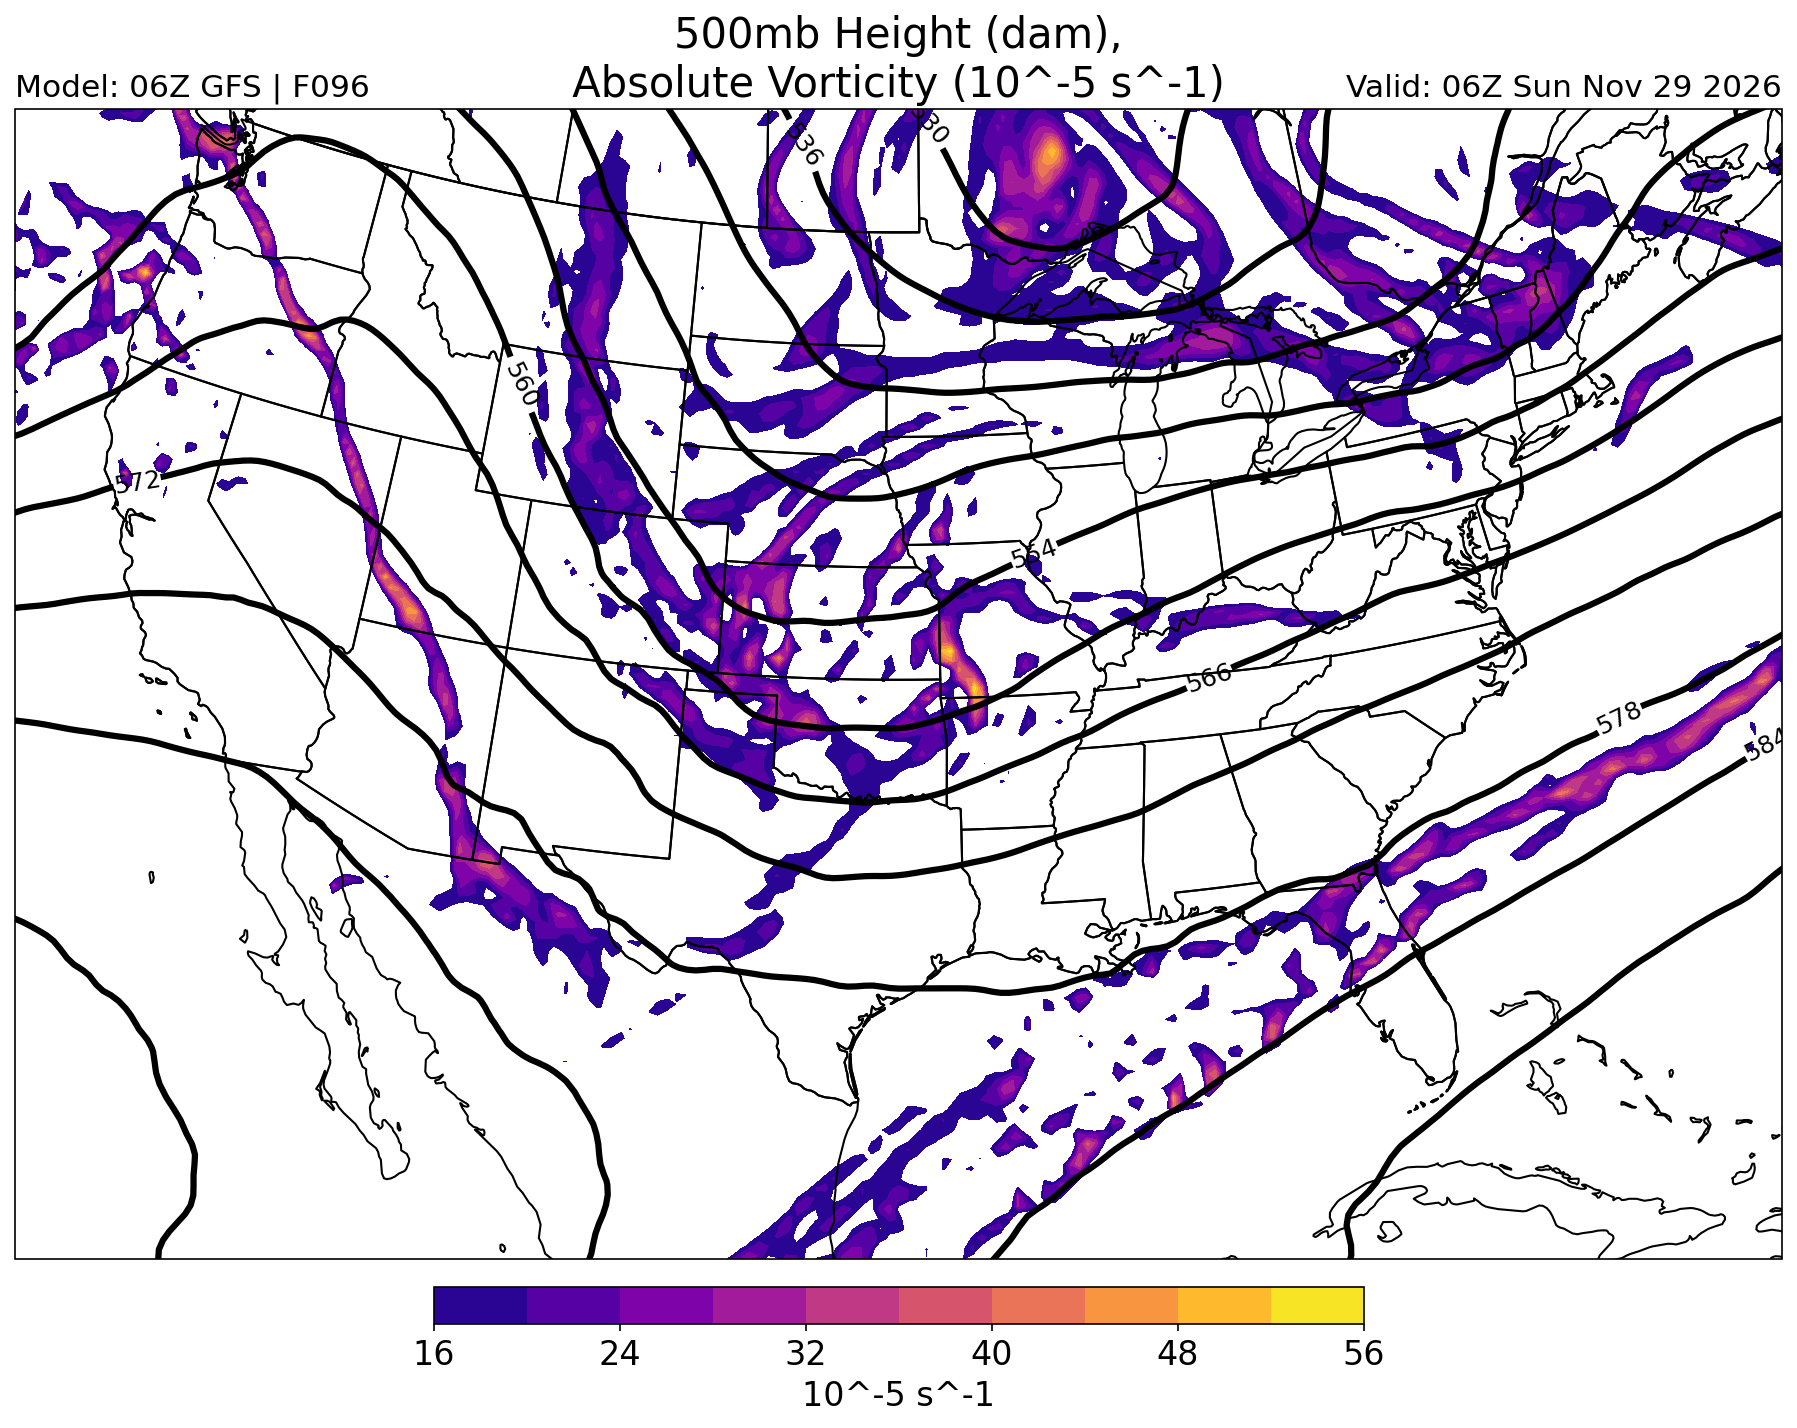 500mb Height (dam),
Model: 06Z GFS | F096
Absolute Vorticity (10^-5 s^-1)
Valid: 06Z Sun Nov 29 2026
536
530
560
572
554
566
578
584
16
24
32
40
48
56
10^-5 s^-1